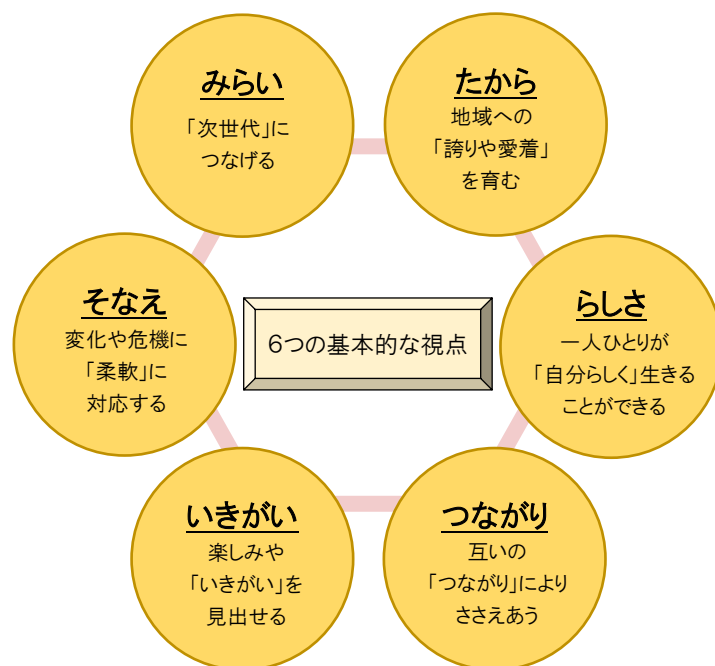 みらい
「次世代」に
つなげる
たから
地域への
「誇りや愛着」
を育む
そなえ
変化や危機に
「柔軟」に
対応する
6つの基本的な視点
らしさ
一人ひとりが
「自分らしく」生きる
ことができる
いきがい
楽しみや
「いきがい」を
見出せる
つながり
互いの
「つながり」により
ささえあう